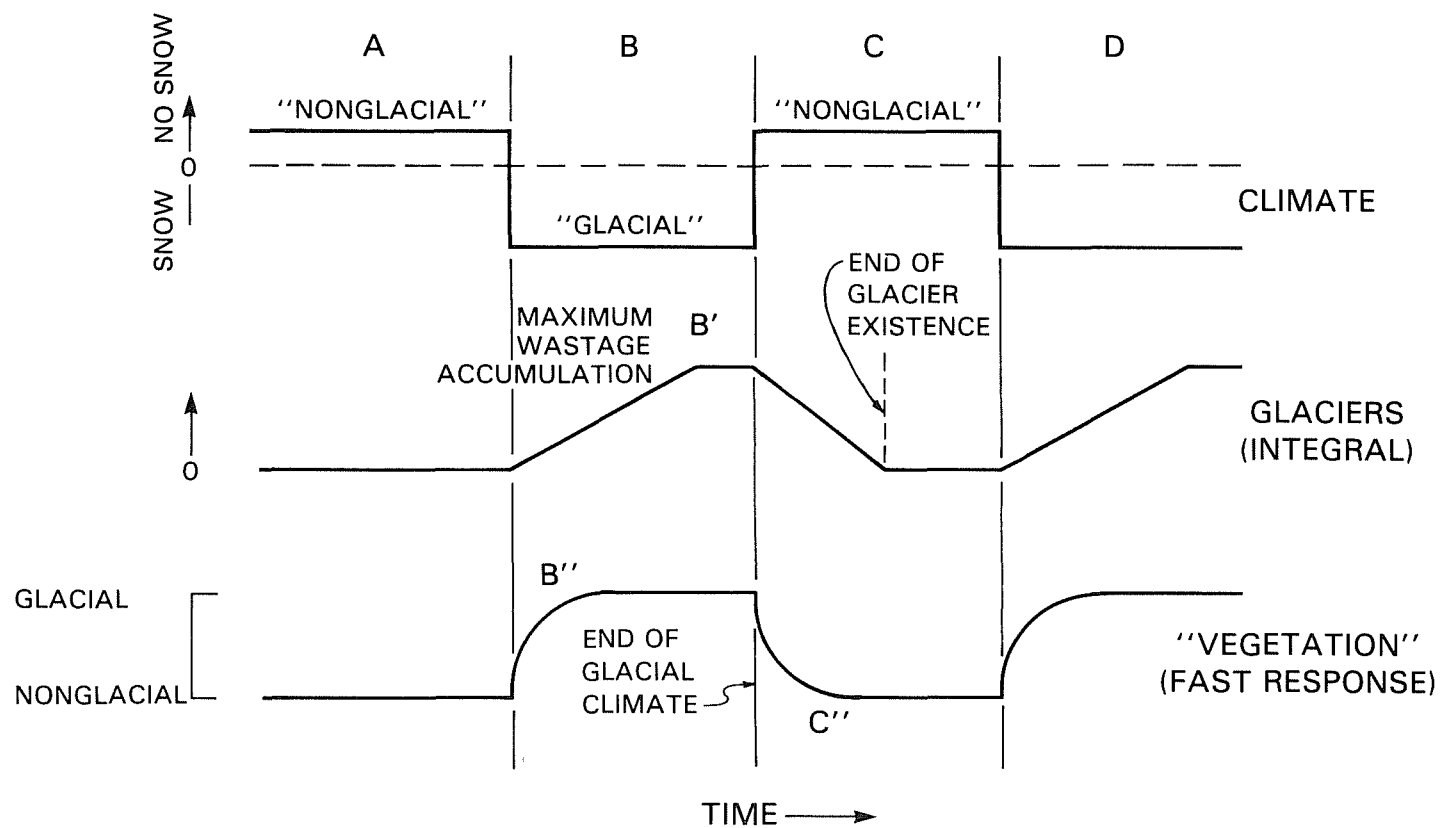 A
B
C
D
NO SNOW
0
SNOW
"NONGLACIAL"
"GLACIAL"
"NONGLACIAL"
CLIMATE
END OF
GLACIER
EXISTENCE
MAXIMUM
WASTAGE
ACCUMULATION
B'
0
GLACIERS
(INTEGRAL)
GLACIAL
NONGLACIAL
B''
END OF
GLACIAL
CLIMATE
C''
"VEGETATION"
(FAST RESPONSE)
TIME